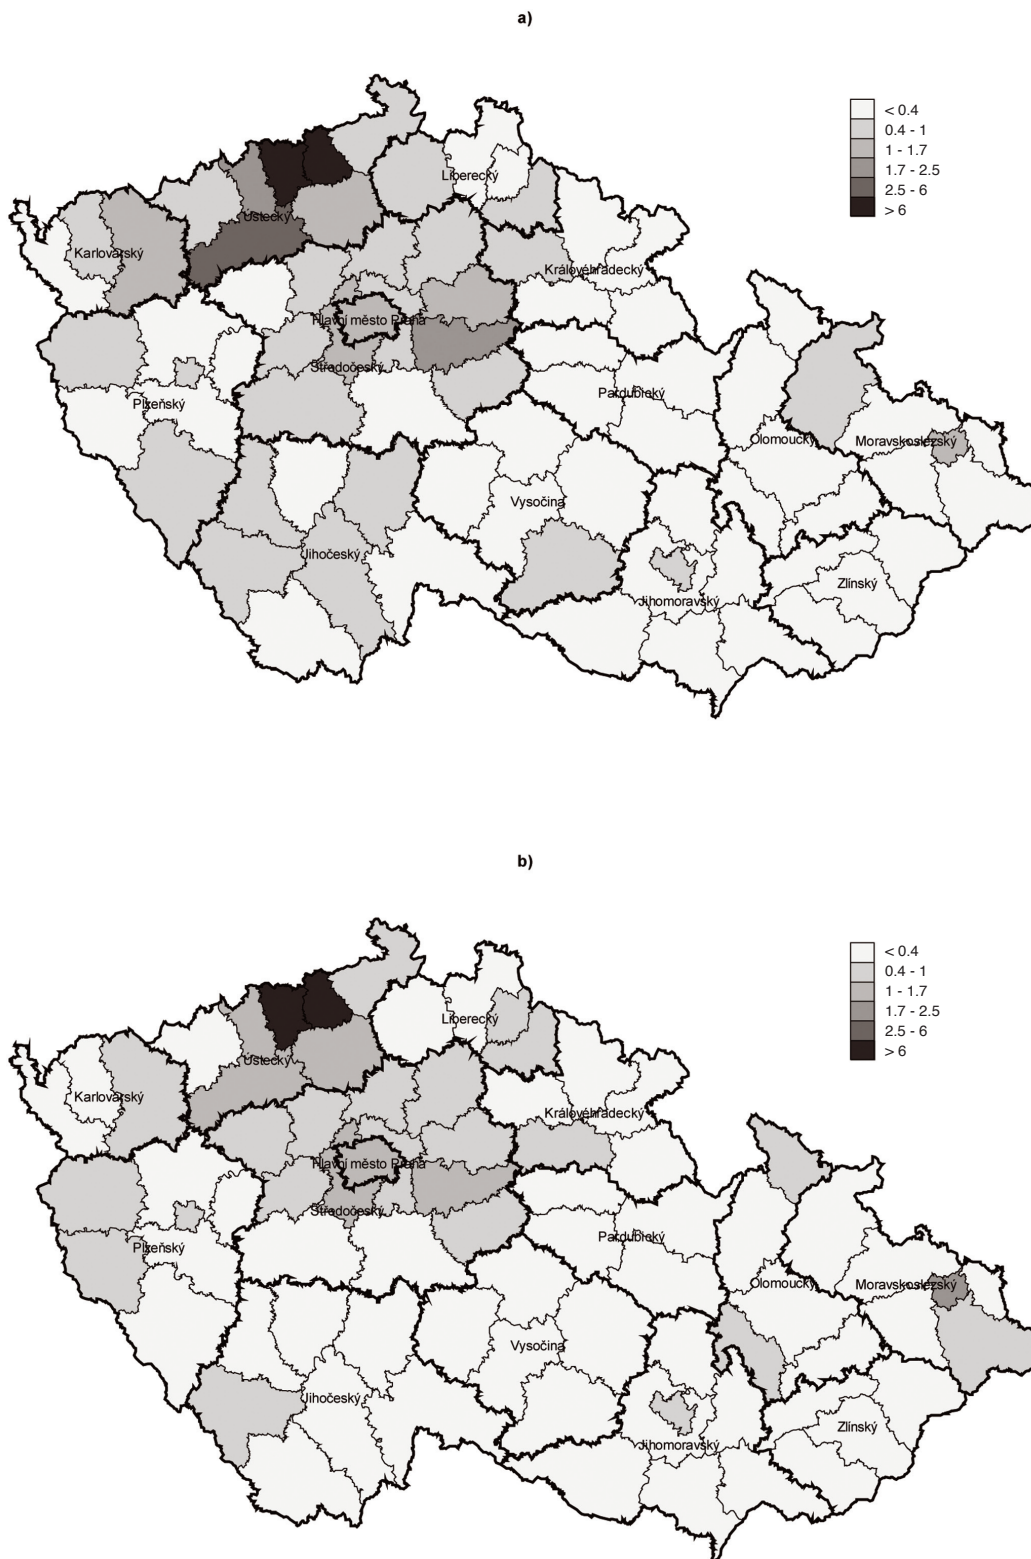 a)
< 0.4
0.4 - 1
1 - 1.7
1.7 - 2.5
2.5 - 6
> 6
Liberecký
Ústecký
Karlovarský
Královéhradecký
Hlavní město Praha
Středočeský
Pardubický
Plzeňský
Olomoucký
Moravskoslezský
Vysočina
Jihočeský
Zlínský
Jihomoravský
b)
< 0.4
0.4 - 1
1 - 1.7
1.7 - 2.5
2.5 - 6
> 6
Liberecký
Ústecký
Karlovarský
Královéhradecký
Hlavní město Praha
Středočeský
Pardubický
Plzeňský
Olomoucký
Moravskoslezský
Vysočina
Jihočeský
Zlínský
Jihomoravský